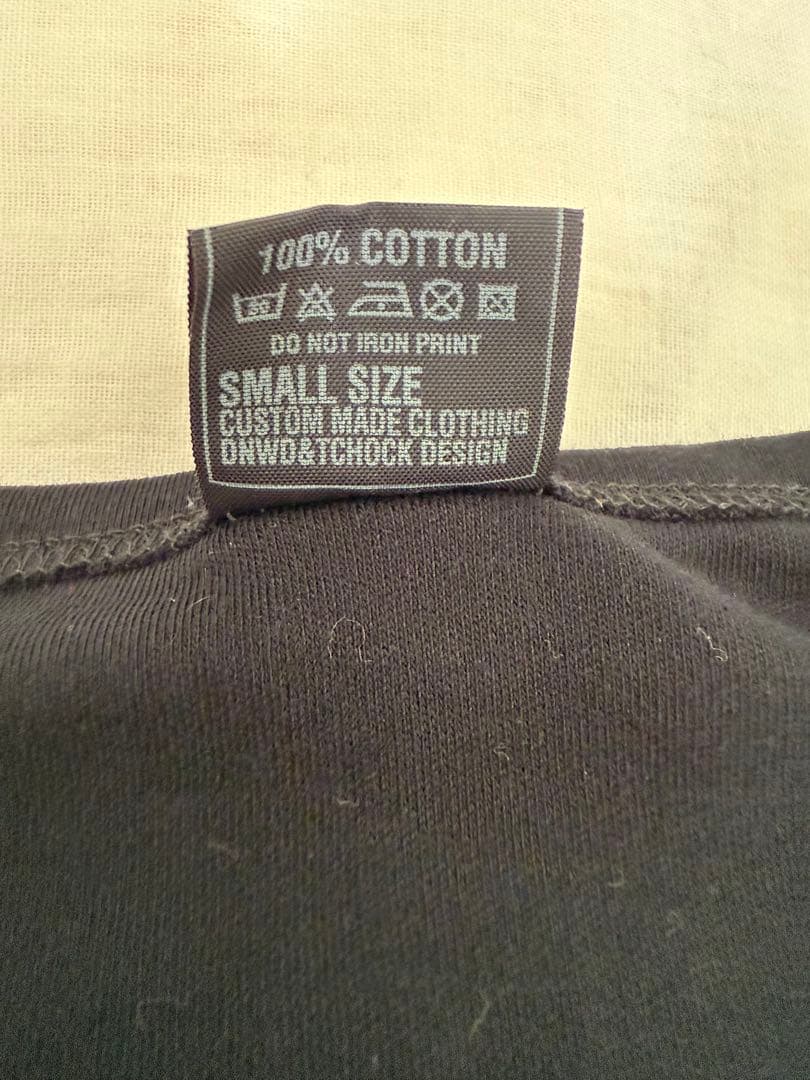 100% COTTON
DO NOT IRON PRINT
SMALL SIZE
CUSTOM MADE CLOTHING
DNWD&TCHOCK DESIGN